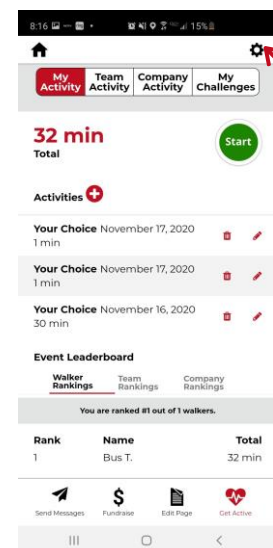 8:16 15%
My Activity Team Activity Company Activity My Challenges
32 min
Total
Start
Activities
Your Choice November 17, 2020
1 min
Your Choice November 17, 2020
1 min
Your Choice November 16, 2020
30 min
Event Leaderboard
Walker Rankings Team Rankings Company Rankings
You are ranked #1 out of 1 walkers.
Rank Name Total
1 Bus T. 32 min
Send Messages Fundraise Edit Page Get Active